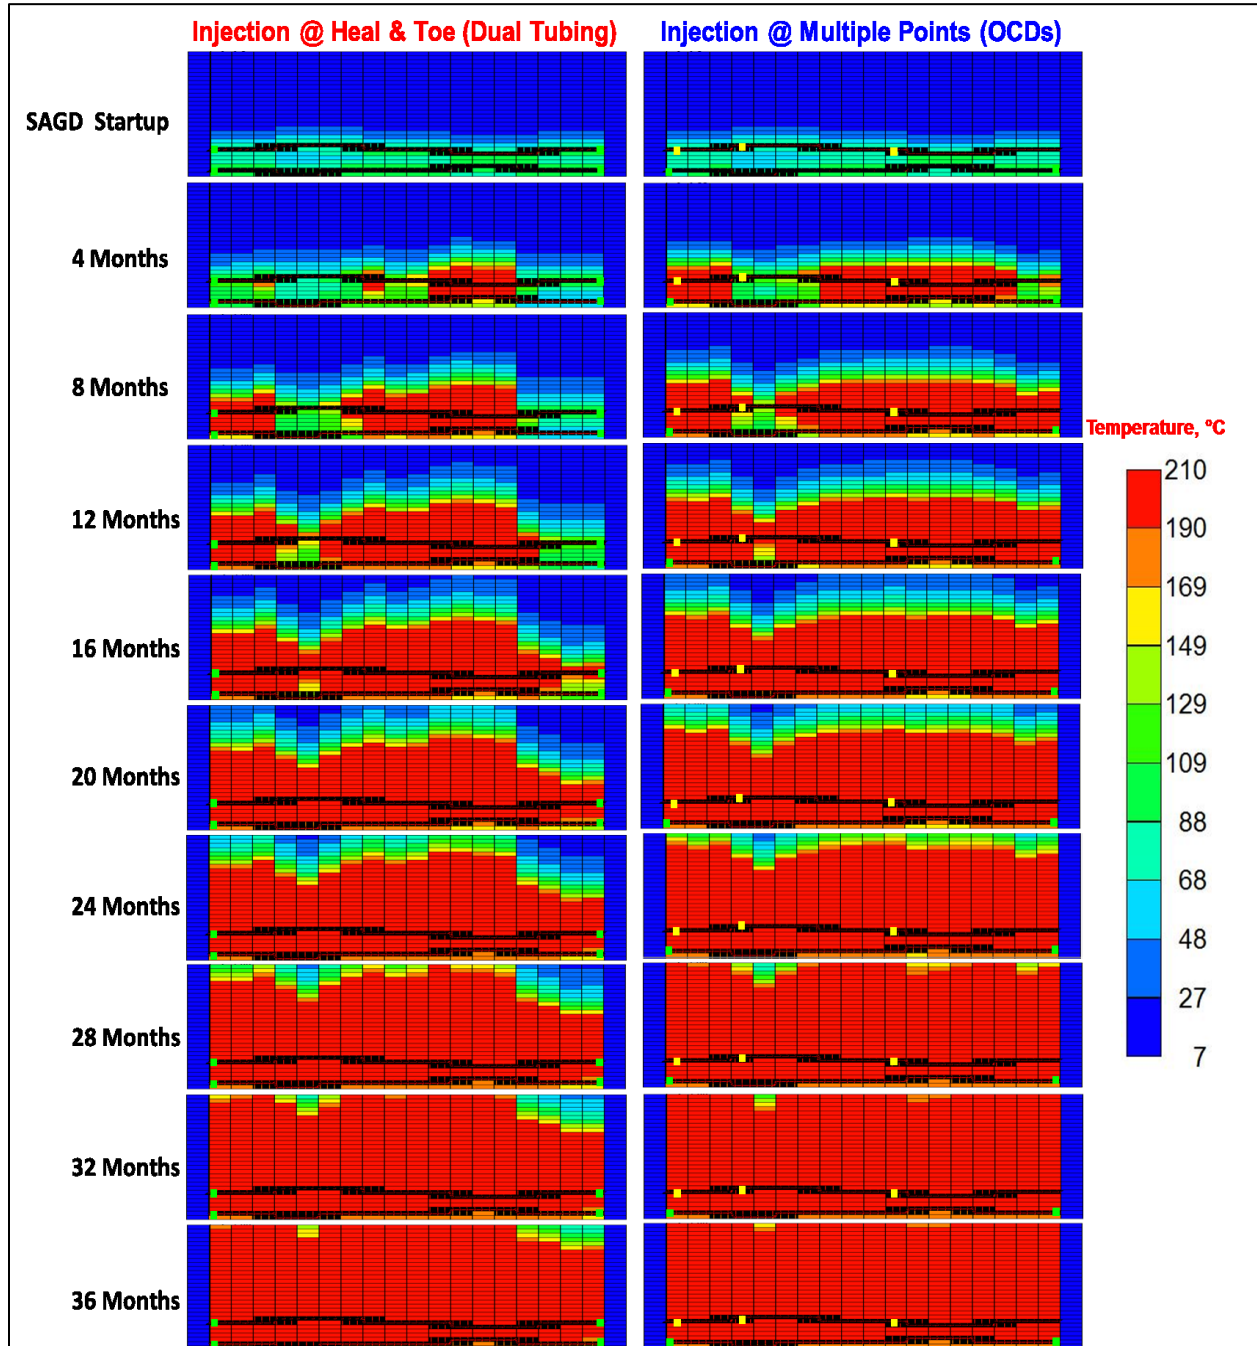 Injection @ Heal & Toe (Dual Tubing)
Injection @ Multiple Points (OCDs)
SAGD Startup
4 Months
8 Months
12 Months
16 Months
20 Months
24 Months
28 Months
32 Months
36 Months
Temperature, ºC
210
190
169
149
129
109
88
68
48
27
7